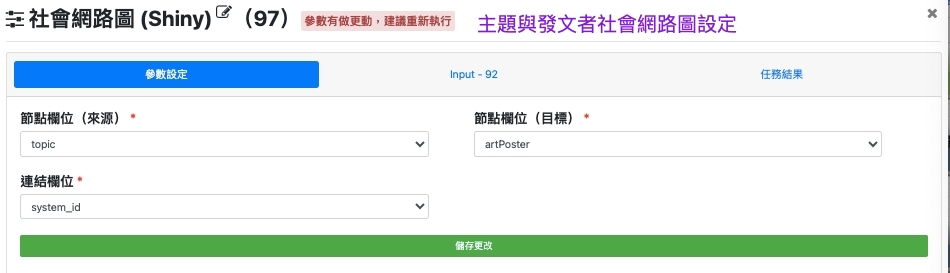 社會網路圖 (Shiny) （97） 參數有做更動，建議重新執行 主題與發文者社會網路圖設定
參數設定 Input - 92 任務結果
節點欄位（來源） * 節點欄位（目標） *
topic artPoster
連結欄位 *
system_id
儲存更改